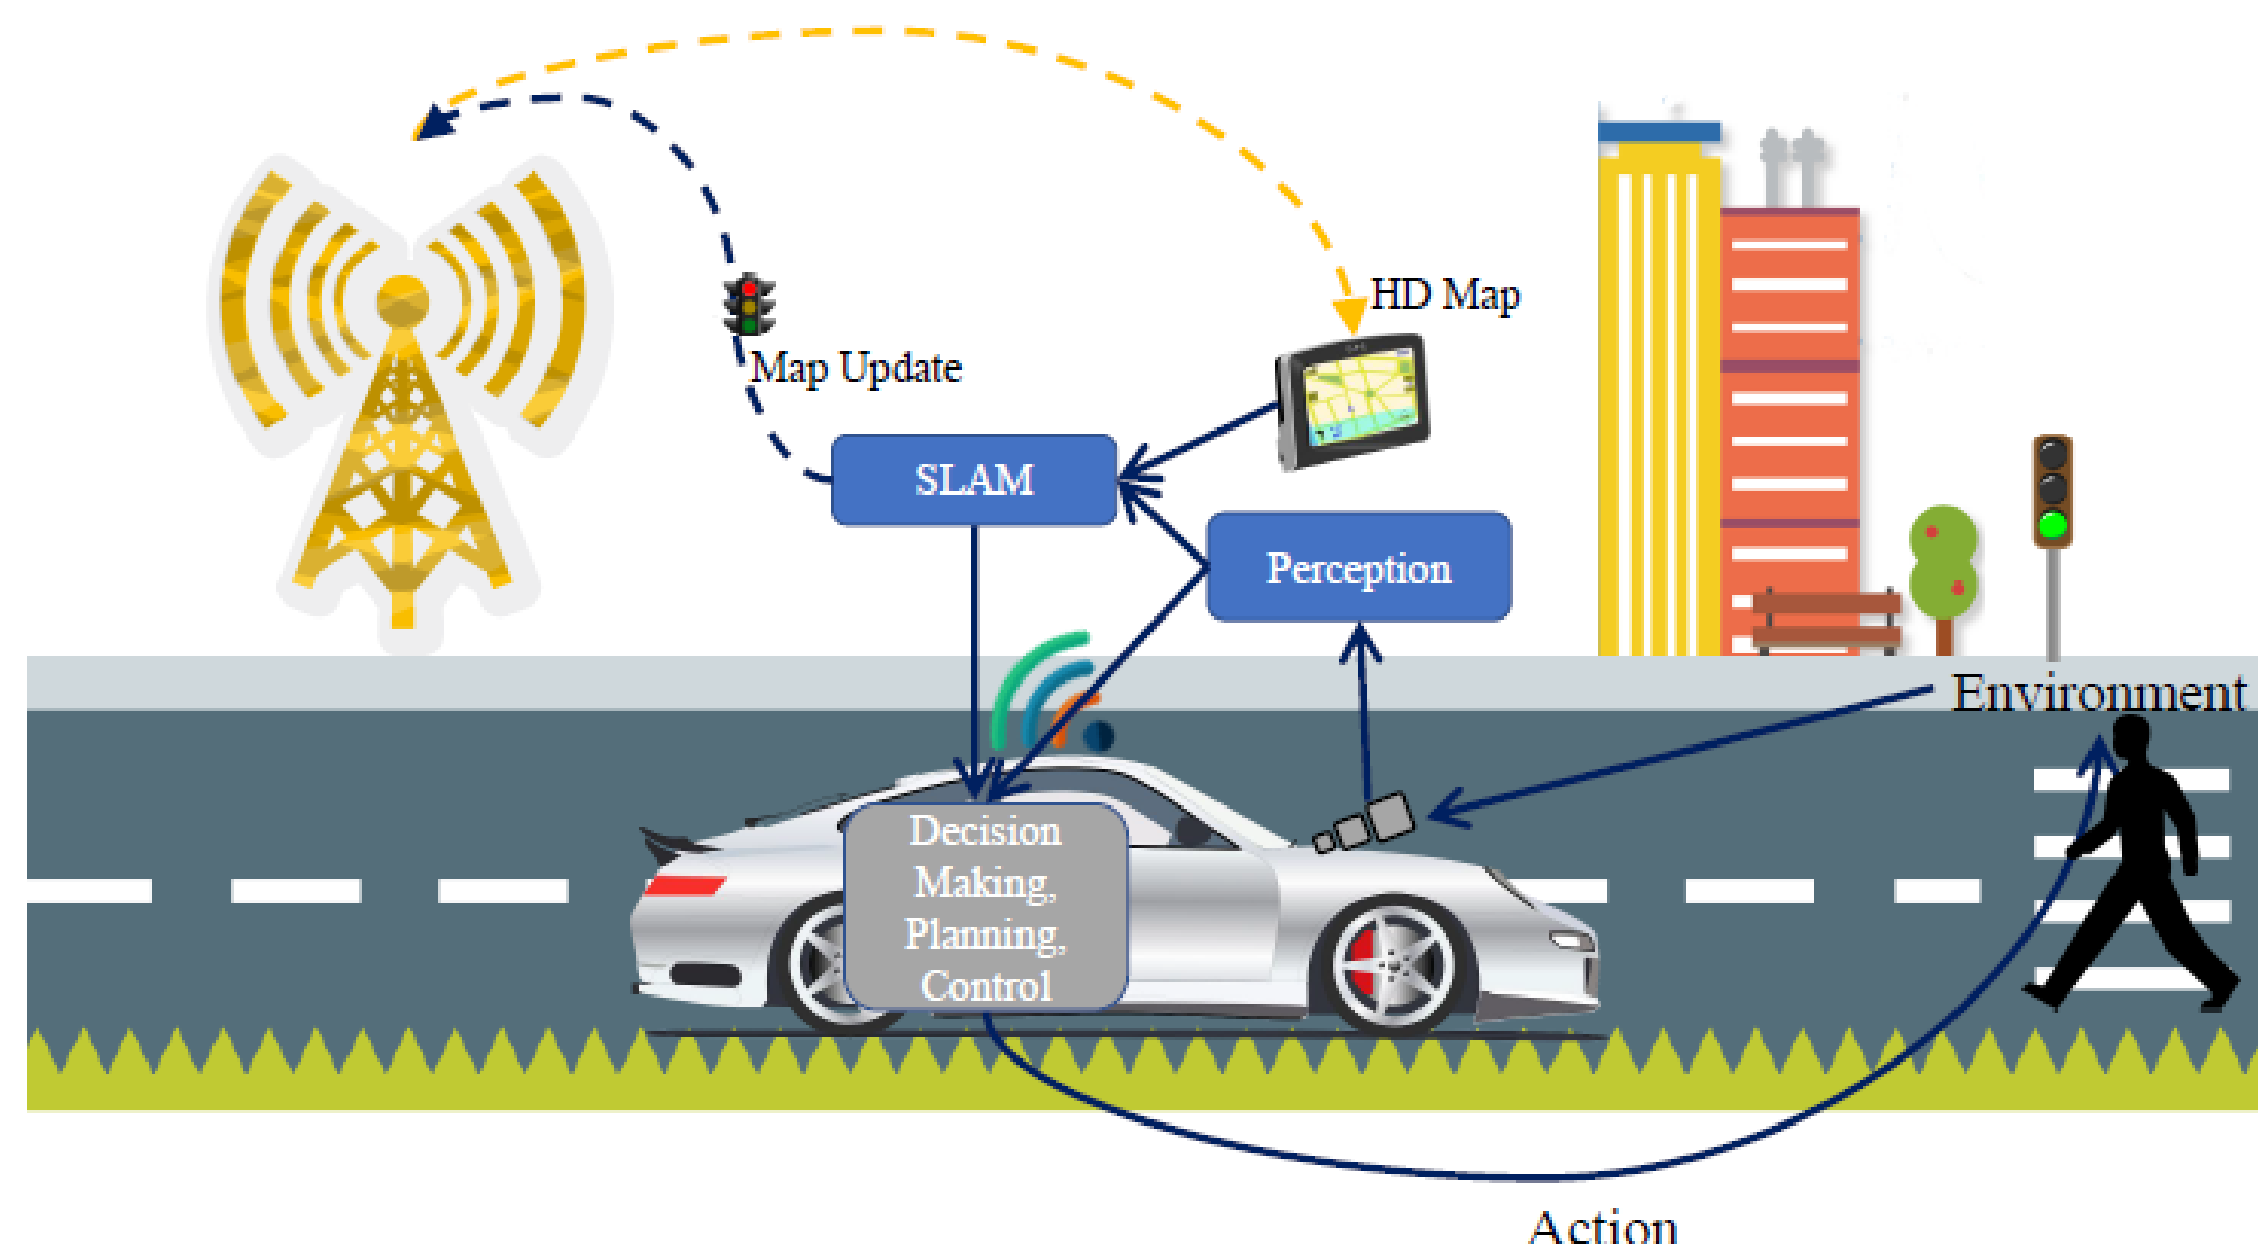 HD Map
Map Update
SLAM
Perception
Environment
Decision
Making,
Planning,
Control
Action